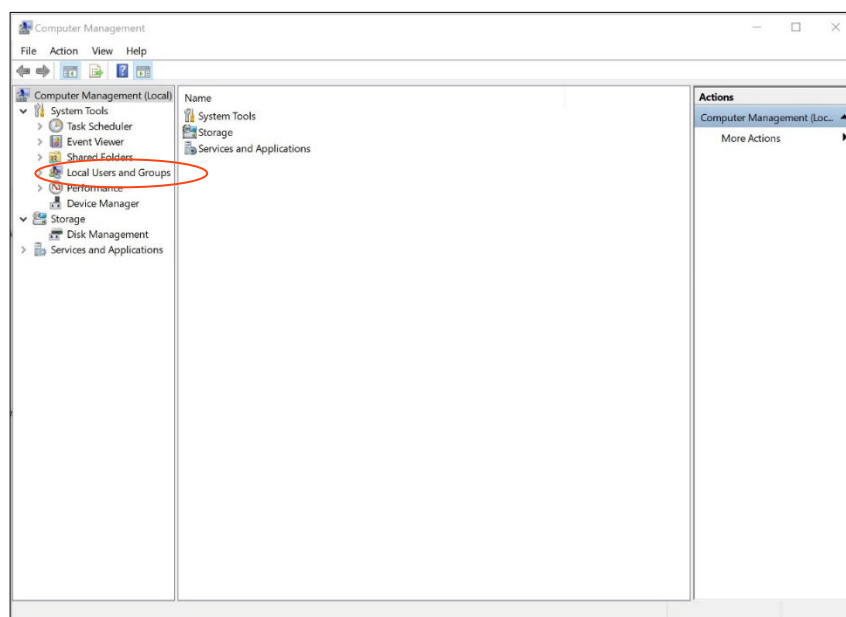 Computer Management
File Action View Help
Computer Management (Local)
System Tools
Task Scheduler
Event Viewer
Shared Folders
Local Users and Groups
Performance
Device Manager
Storage
Disk Management
Services and Applications
Name
System Tools
Storage
Services and Applications
Actions
Computer Management (Loc...
More Actions